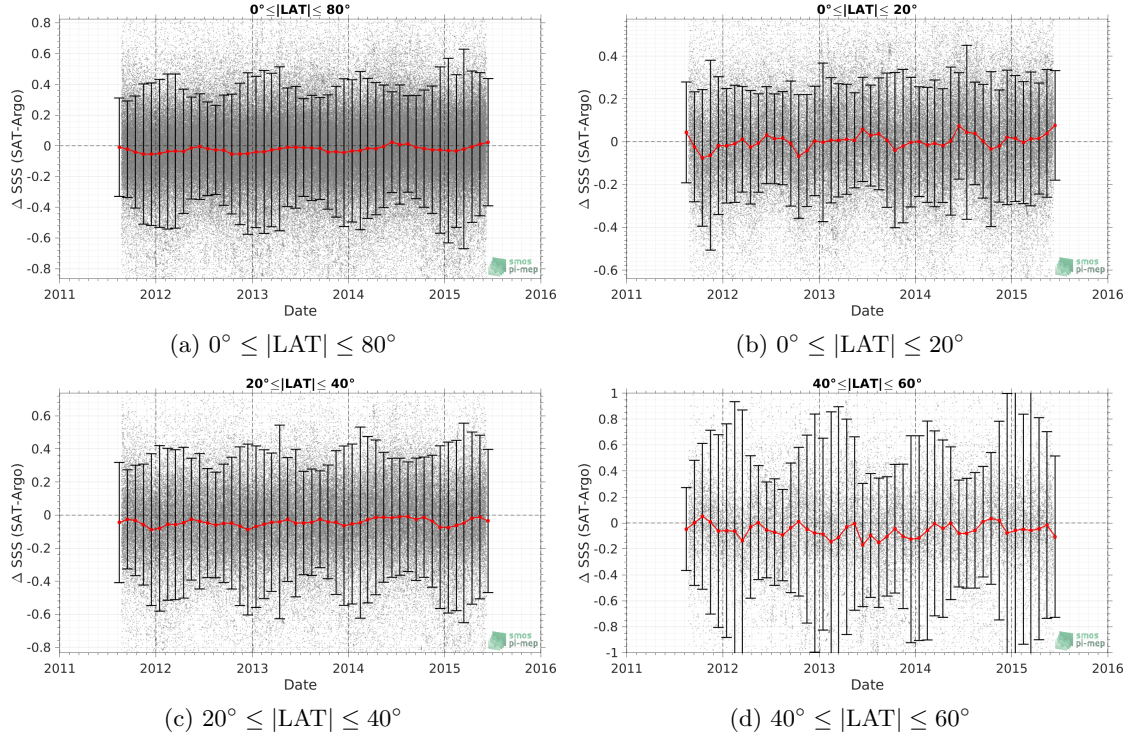 0°≤|LAT|≤ 80°
Δ SSS (SAT-Argo)
0.8
0.6
0.4
0.2
0
-0.2
-0.4
-0.6
-0.8
2011 2012 2013 2014 2015 2016
Date
smos
pi-mep
(a) 0° ≤ |LAT| ≤ 80°
0°≤|LAT|≤ 20°
Δ SSS (SAT-Argo)
0.4
0.2
0
-0.2
-0.4
-0.6
2011 2012 2013 2014 2015 2016
Date
smos
pi-mep
(b) 0° ≤ |LAT| ≤ 20°
20°≤|LAT|≤ 40°
Δ SSS (SAT-Argo)
0.6
0.4
0.2
0
-0.2
-0.4
-0.6
-0.8
2011 2012 2013 2014 2015 2016
Date
smos
pi-mep
(c) 20° ≤ |LAT| ≤ 40°
40°≤|LAT|≤ 60°
Δ SSS (SAT-Argo)
1
0.8
0.6
0.4
0.2
0
-0.2
-0.4
-0.6
-0.8
-1
2011 2012 2013 2014 2015 2016
Date
smos
pi-mep
(d) 40° ≤ |LAT| ≤ 60°